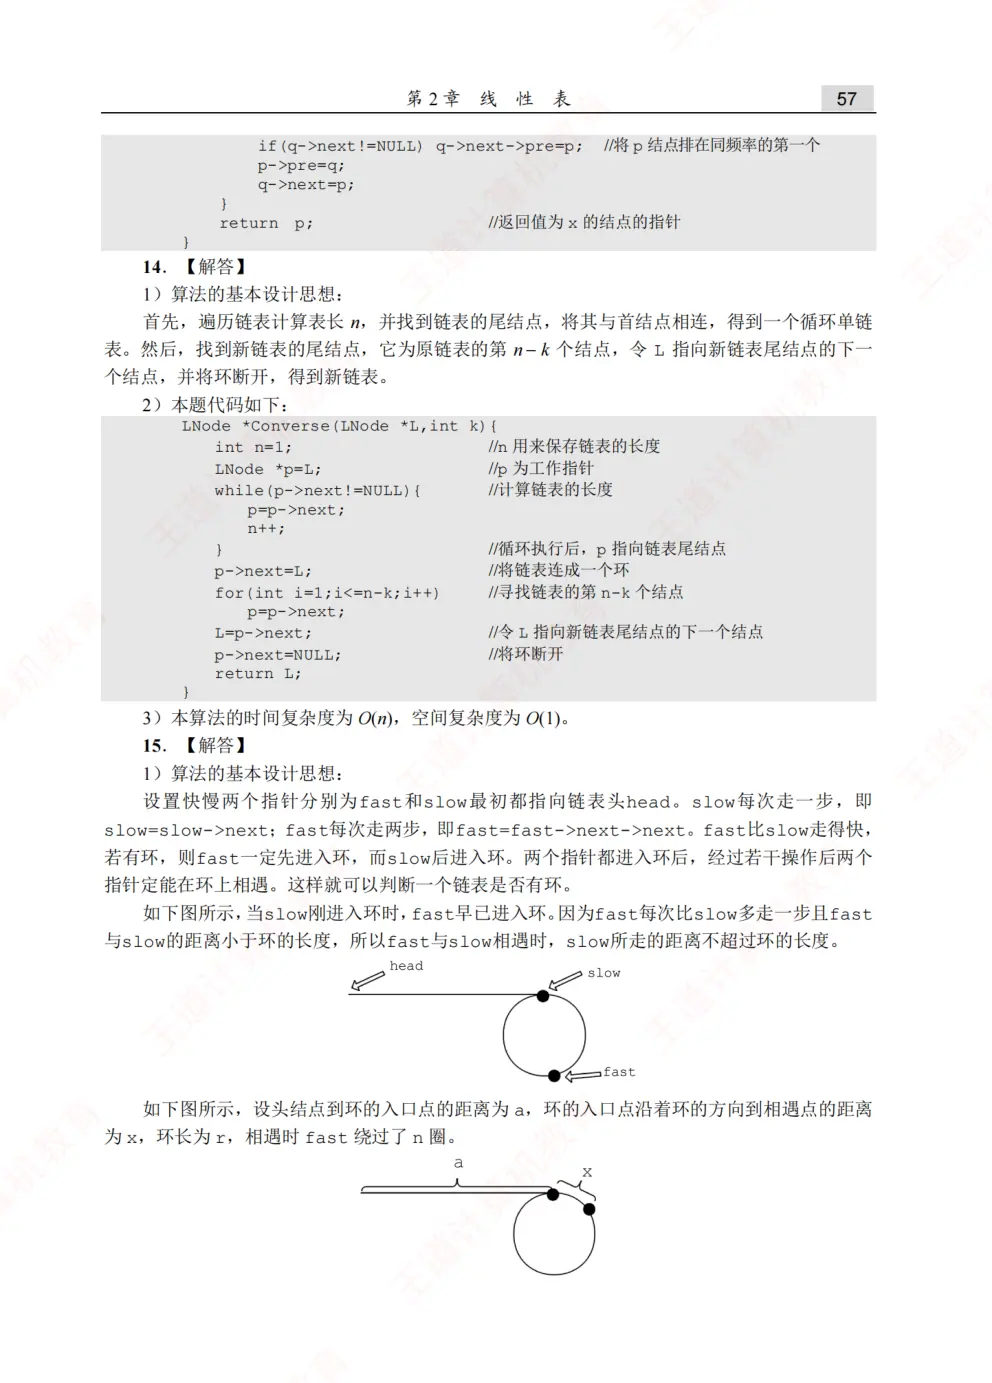 第 2 章 线 性 表 57
if(q->next!=NULL) q->next->pre=p; //将 p 结点排在同频率的第一个
p->pre=q;
q->next=p;
}
return p; //返回值为 x 的结点的指针
}
14. 【解答】
1）算法的基本设计思想：
首先，遍历链表计算表长 n，并找到链表的尾结点，将其与首结点相连，得到一个循环单链
表。然后，找到新链表的尾结点，它为原链表的第 n – k 个结点，令 L 指向新链表尾结点的下一
个结点，并将环断开，得到新链表。
2）本题代码如下：
LNode *Converse(LNode *L,int k){
int n=1; //n 用来保存链表的长度
LNode *p=L; //p 为工作指针
while(p->next!=NULL){ //计算链表的长度
p=p->next;
n++;
} //循环执行后，p 指向链表尾结点
p->next=L; //将链表连成一个环
for(int i=1;i<=n-k;i++) //寻找链表的第 n-k 个结点
p=p->next;
L=p->next; //令 L 指向新链表尾结点的下一个结点
p->next=NULL; //将环断开
return L;
}
3）本算法的时间复杂度为 O(n)，空间复杂度为 O(1)。
15. 【解答】
1）算法的基本设计思想：
设置快慢两个指针分别为fast和slow最初都指向链表头head。slow每次走一步，即
slow=slow->next；fast每次走两步，即fast=fast->next->next。fast比slow走得快，
若有环，则fast一定先进入环，而slow后进入环。两个指针都进入环后，经过若干操作后两个
指针定能在环上相遇。这样就可以判断一个链表是否有环。
如下图所示，当slow刚进入环时，fast早已进入环。因为fast每次比slow多走一步且fast
与slow的距离小于环的长度，所以fast与slow相遇时，slow所走的距离不超过环的长度。
head
slow
fast
如下图所示，设头结点到环的入口点的距离为 a，环的入口点沿着环的方向到相遇点的距离
为 x，环长为 r，相遇时 fast 绕过了 n 圈。
a
x
王道计算机教育